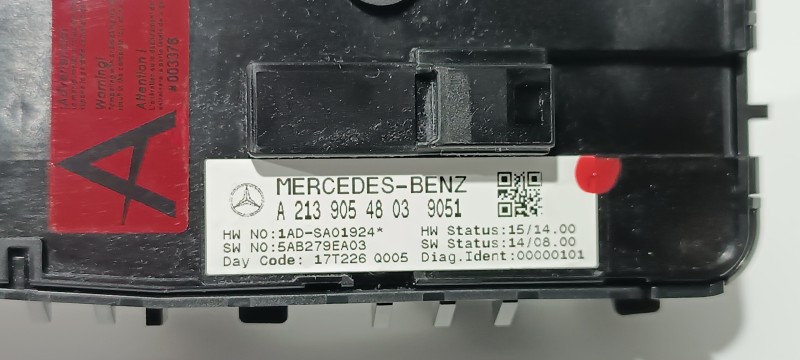 MERCEDES-BENZ
A 213 905 48 03 9051
HW NO:1AD-SA01924* HW Status:15/14.00
SW NO:5AB279EA03 SW Status:14/08.00
Day Code: 17T226 Q005 Diag.Ident:00000101
Warning!
Attention !
#003376
A